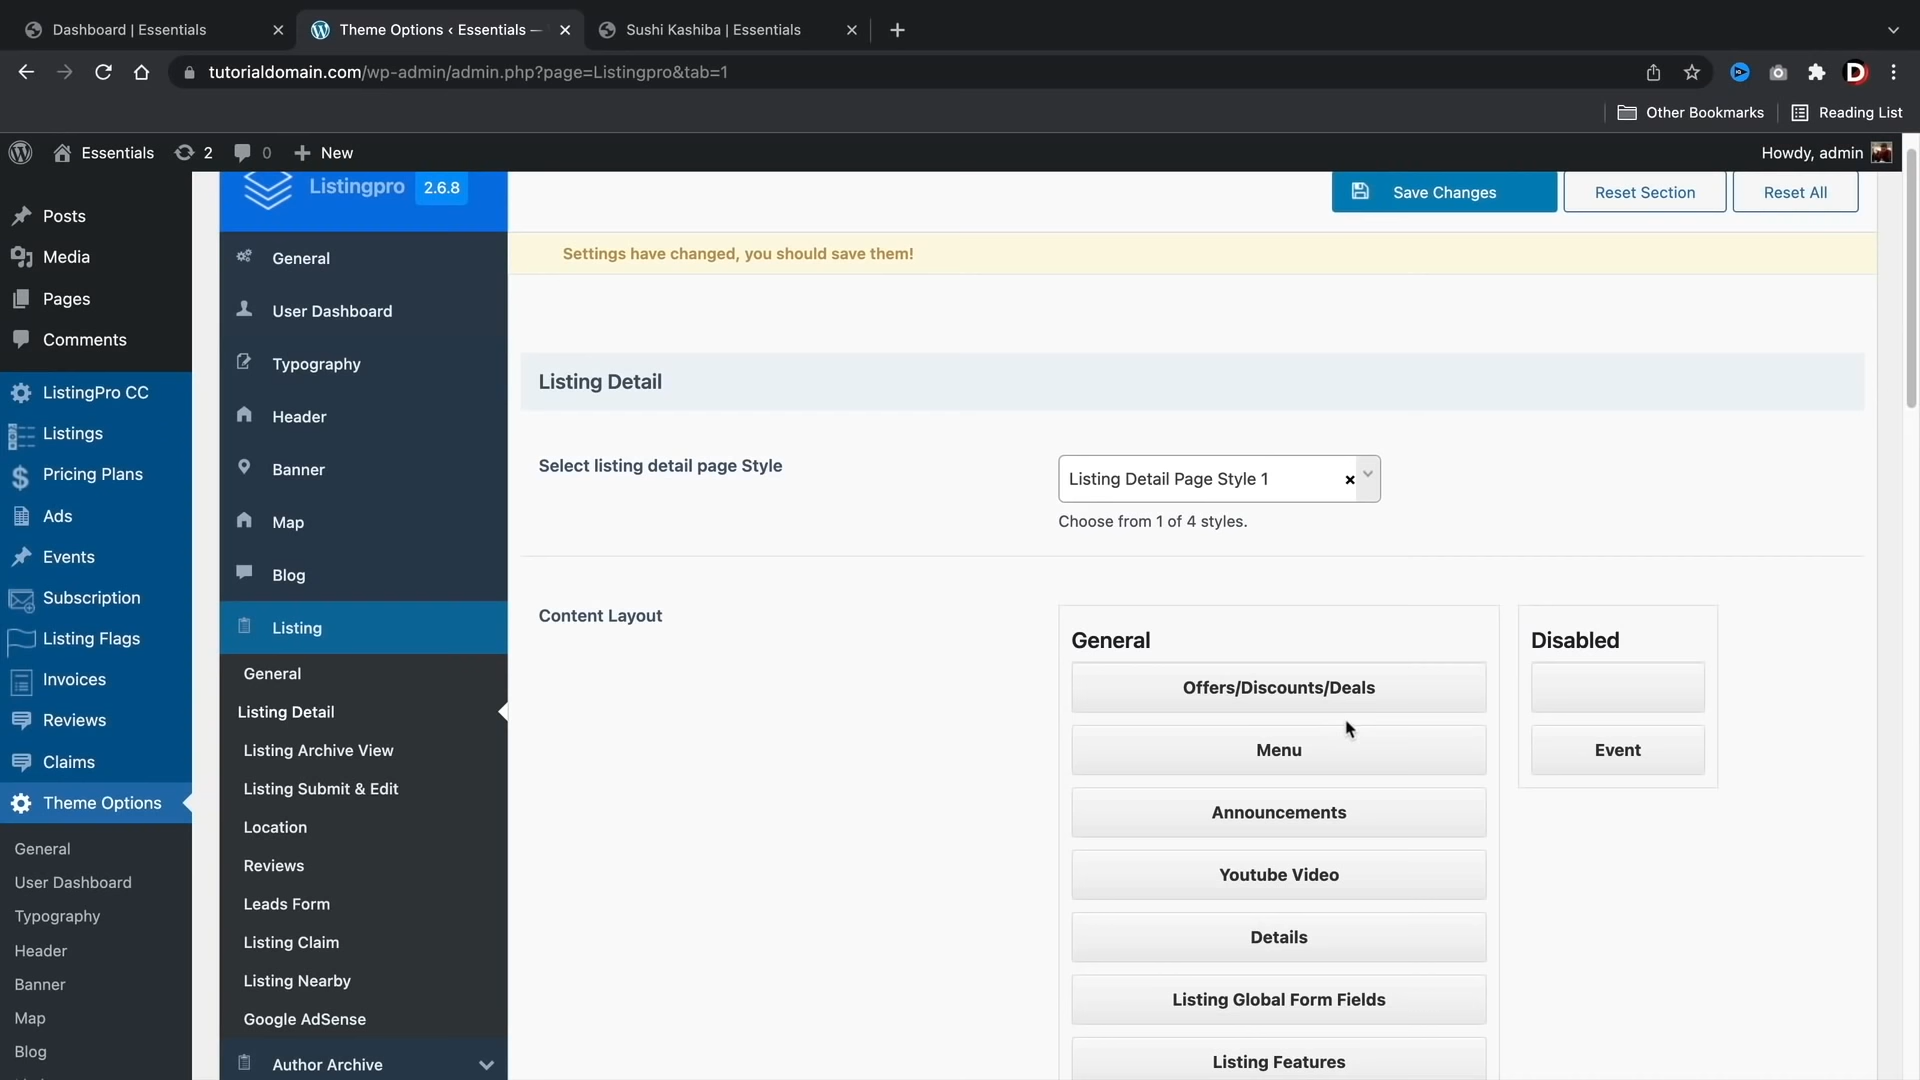 Dashboard | Essentials
Theme Options ‹ Essentials —
Sushi Kashiba | Essentials
tutorialdomain.com/wp-admin/admin.php?page=Listingpro&tab=1
Other Bookmarks
Reading List
Essentials
2
0
New
Howdy, admin
Posts
Media
Pages
Comments
ListingPro CC
Listings
Pricing Plans
Ads
Events
Subscription
Listing Flags
Invoices
Reviews
Claims
Theme Options
General
User Dashboard
Typography
Header
Banner
Map
Blog
Listingpro 2.6.8
General
User Dashboard
Typography
Header
Banner
Map
Blog
Listing
General
Listing Detail
Listing Archive View
Listing Submit & Edit
Location
Reviews
Leads Form
Listing Claim
Listing Nearby
Google AdSense
Author Archive
Save Changes
Reset Section
Reset All
Settings have changed, you should save them!
Listing Detail
Select listing detail page Style
Listing Detail Page Style 1
Choose from 1 of 4 styles.
Content Layout
General
Offers/Discounts/Deals
Menu
Announcements
Youtube Video
Details
Listing Global Form Fields
Listing Features
Disabled
Event